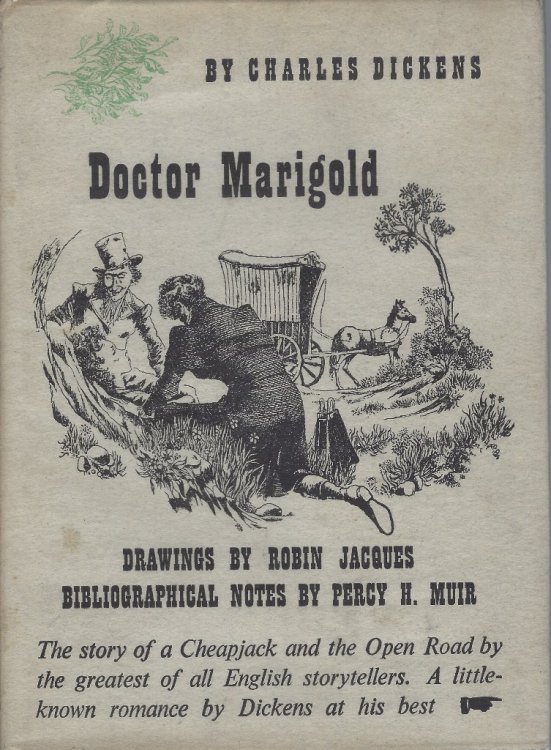 BY CHARLES DICKENS
Doctor Marigold
DRAWINGS BY ROBIN JACQUES
BIBLIOGRAPHICAL NOTES BY PERCY H. MUIR
The story of a Cheapjack and the Open Road by
the greatest of all English storytellers. A little-
known romance by Dickens at his best